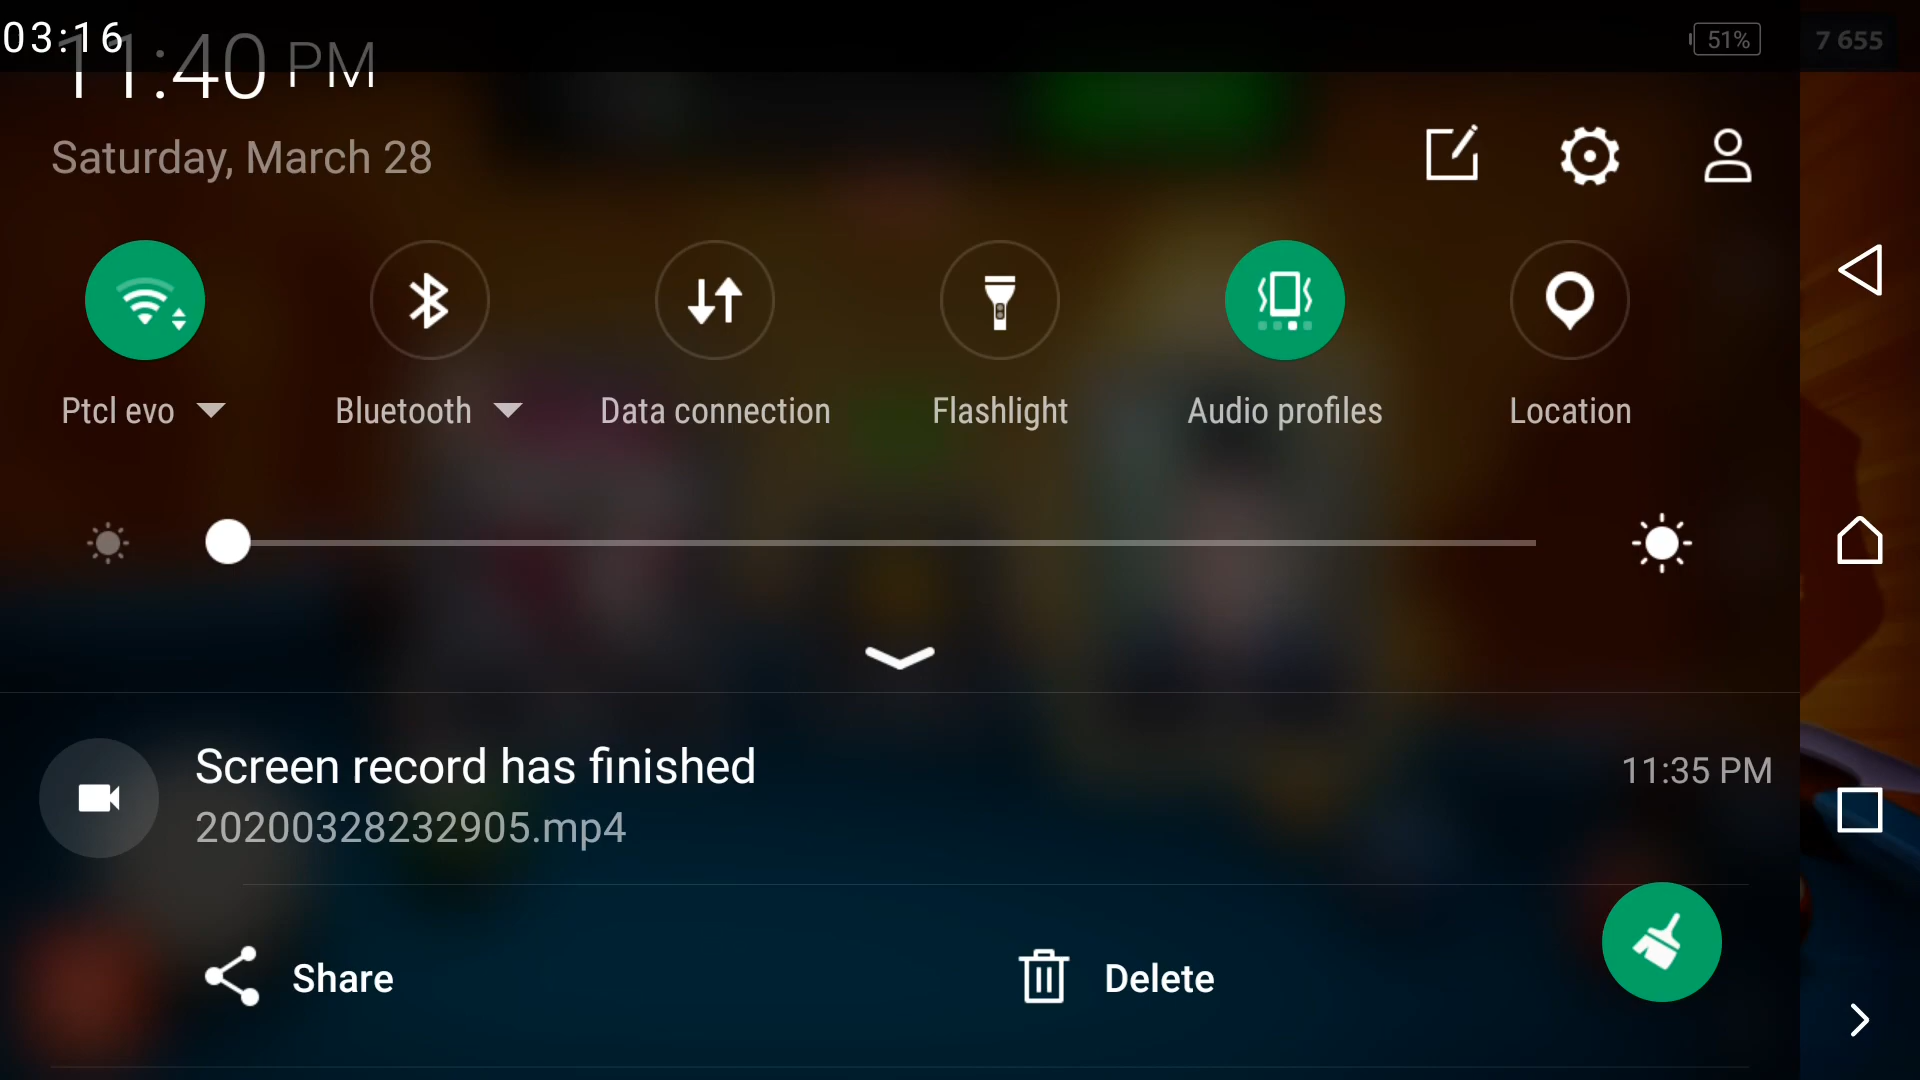 03:16
11:40 PM
51%
7 655
Saturday, March 28
Ptcl evo
Bluetooth
Data connection
Flashlight
Audio profiles
Location
Screen record has finished
11:35 PM
20200328232905.mp4
Share
Delete